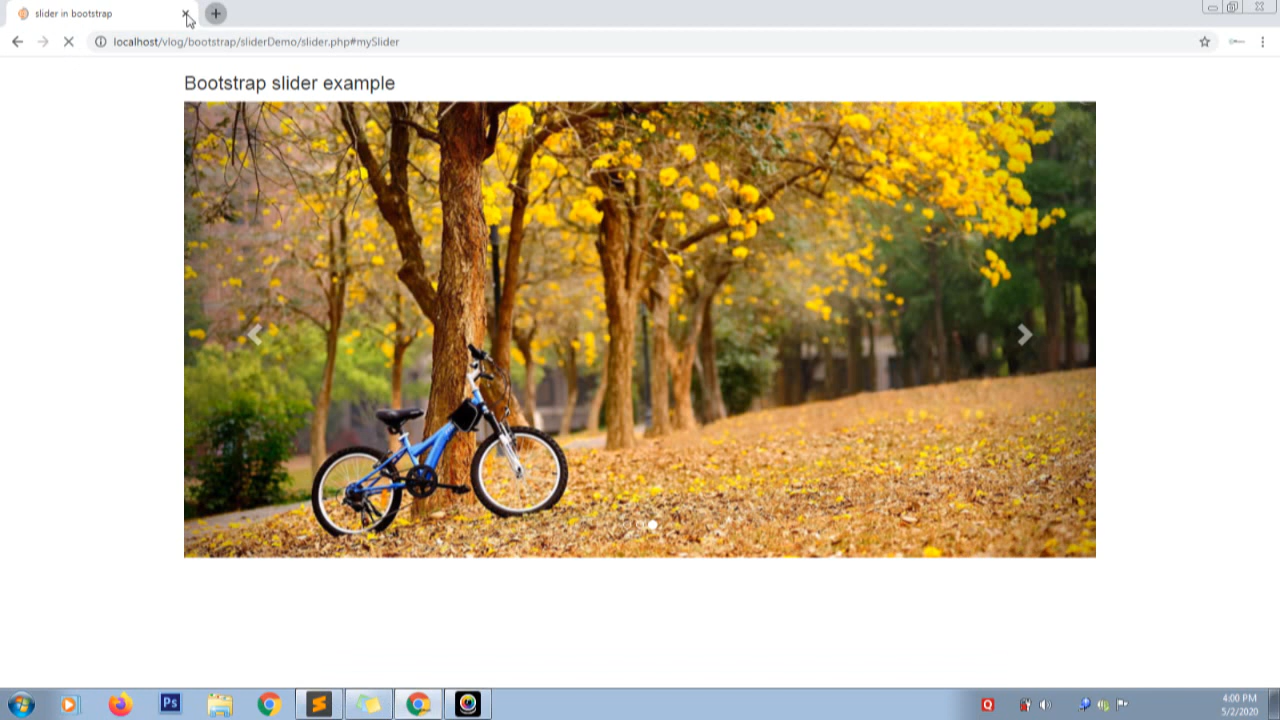 slider in bootstrap
localhost/vlog/bootstrap/sliderDemo/slider.php#mySlider
Bootstrap slider example
Ps
Q
4:00 PM
5/2/2020